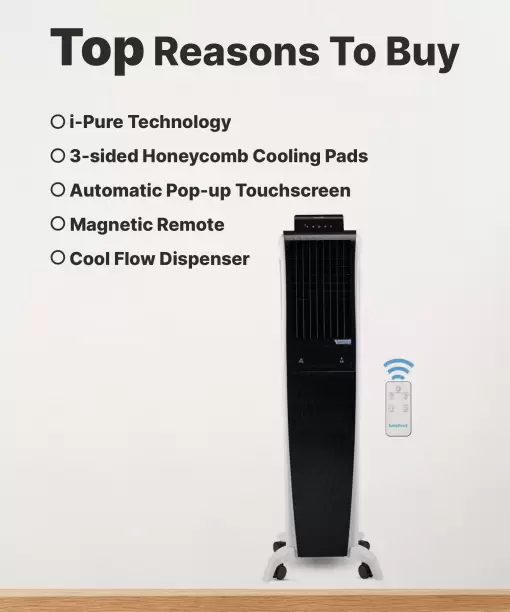 Top Reasons To Buy
i-Pure Technology
3-sided Honeycomb Cooling Pads
Automatic Pop-up Touchscreen
Magnetic Remote
Cool Flow Dispenser